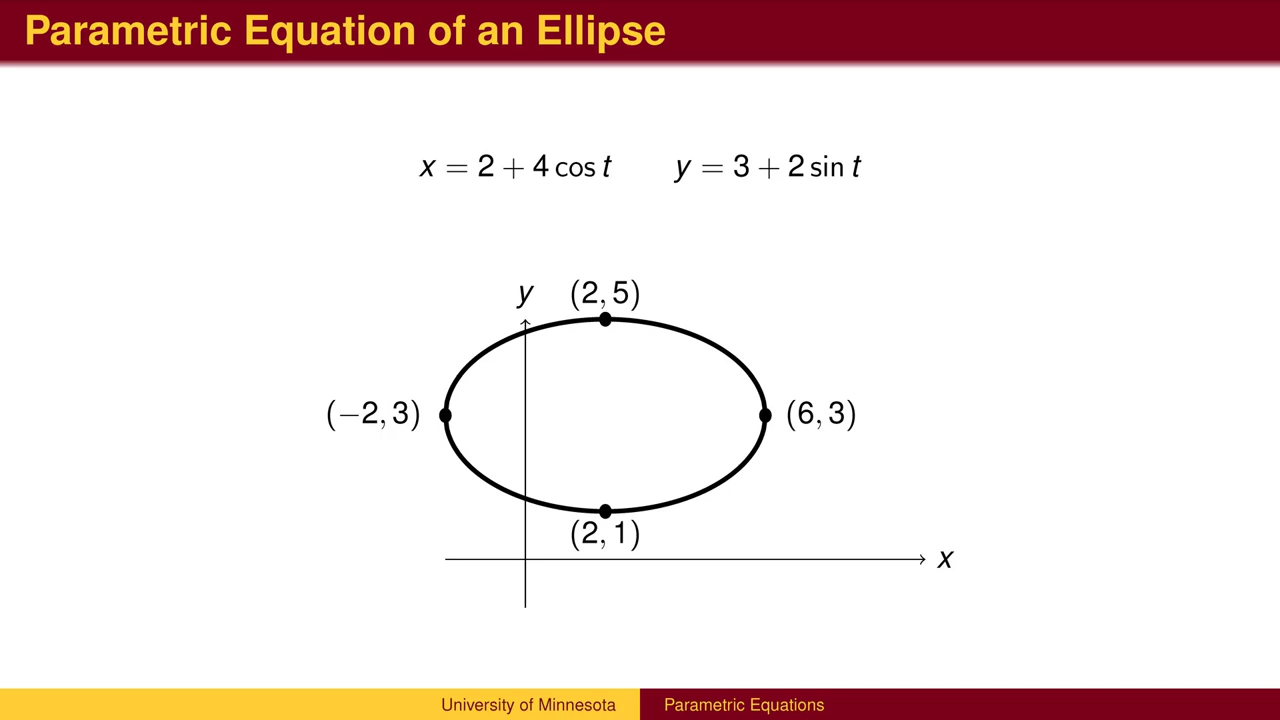 Parametric Equation of an Ellipse
x = 2 + 4 cos t y = 3 + 2 sin t
y (2, 5)
(−2, 3) (6, 3)
(2, 1)
x
University of Minnesota Parametric Equations